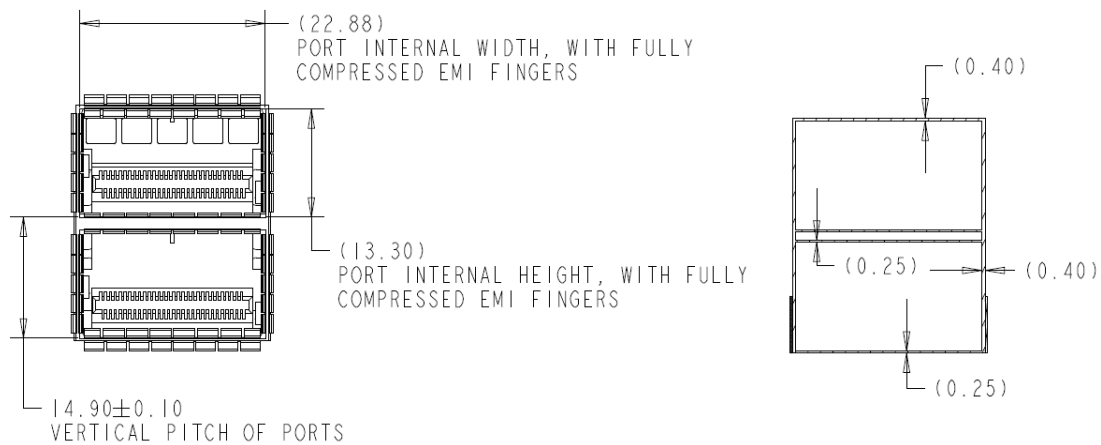 (22.88)
PORT INTERNAL WIDTH, WITH FULLY
COMPRESSED EMI FINGERS
(13.30)
PORT INTERNAL HEIGHT, WITH FULLY
COMPRESSED EMI FINGERS
14.90±0.10
VERTICAL PITCH OF PORTS
(0.40)
(0.25)
(0.40)
(0.25)